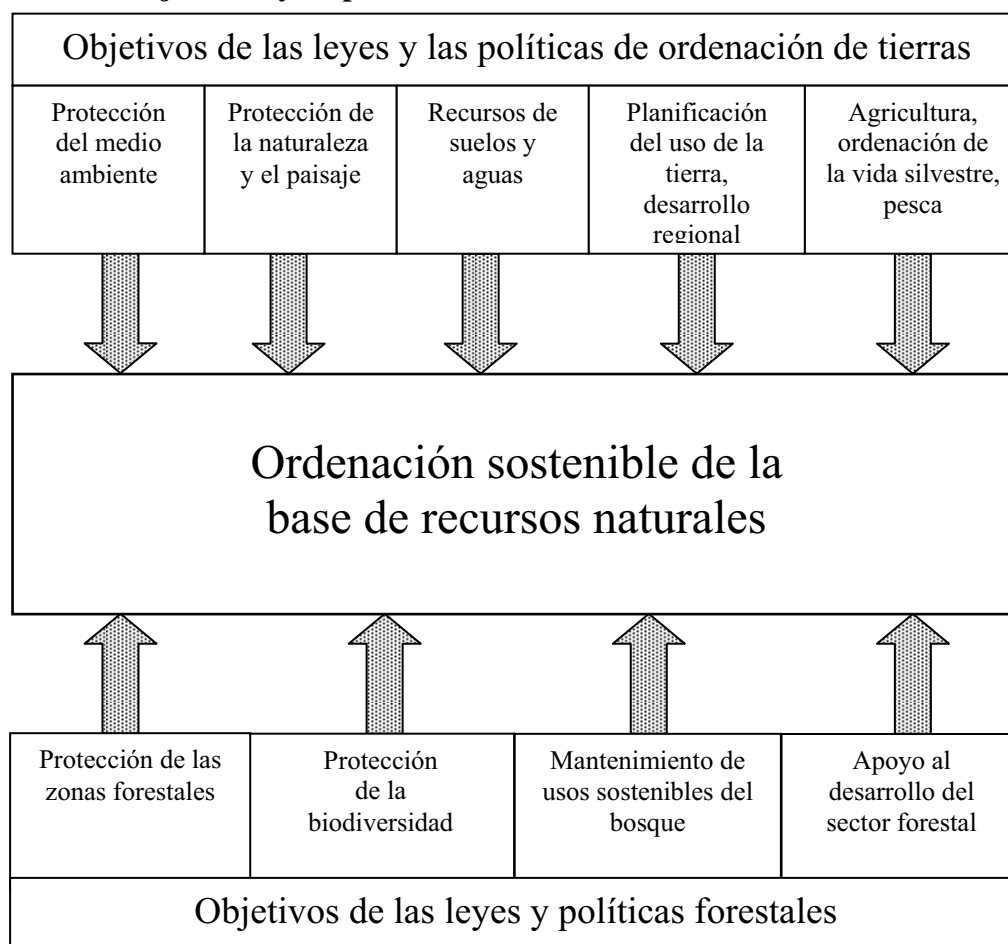 Objetivos de las leyes y las políticas de ordenación de tierras
Protección
del medio
ambiente
Protección de
la naturaleza
y el paisaje
Recursos de
suelos y
aguas
Planificación
del uso de la
tierra,
desarrollo
regional
Agricultura,
ordenación de
la vida silvestre,
pesca
Ordenación sostenible de la
base de recursos naturales
Protección de las
zonas forestales
Protección
de la
biodiversidad
Mantenimiento de
usos sostenibles del
bosque
Apoyo al
desarrollo del
sector forestal
Objetivos de las leyes y políticas forestales